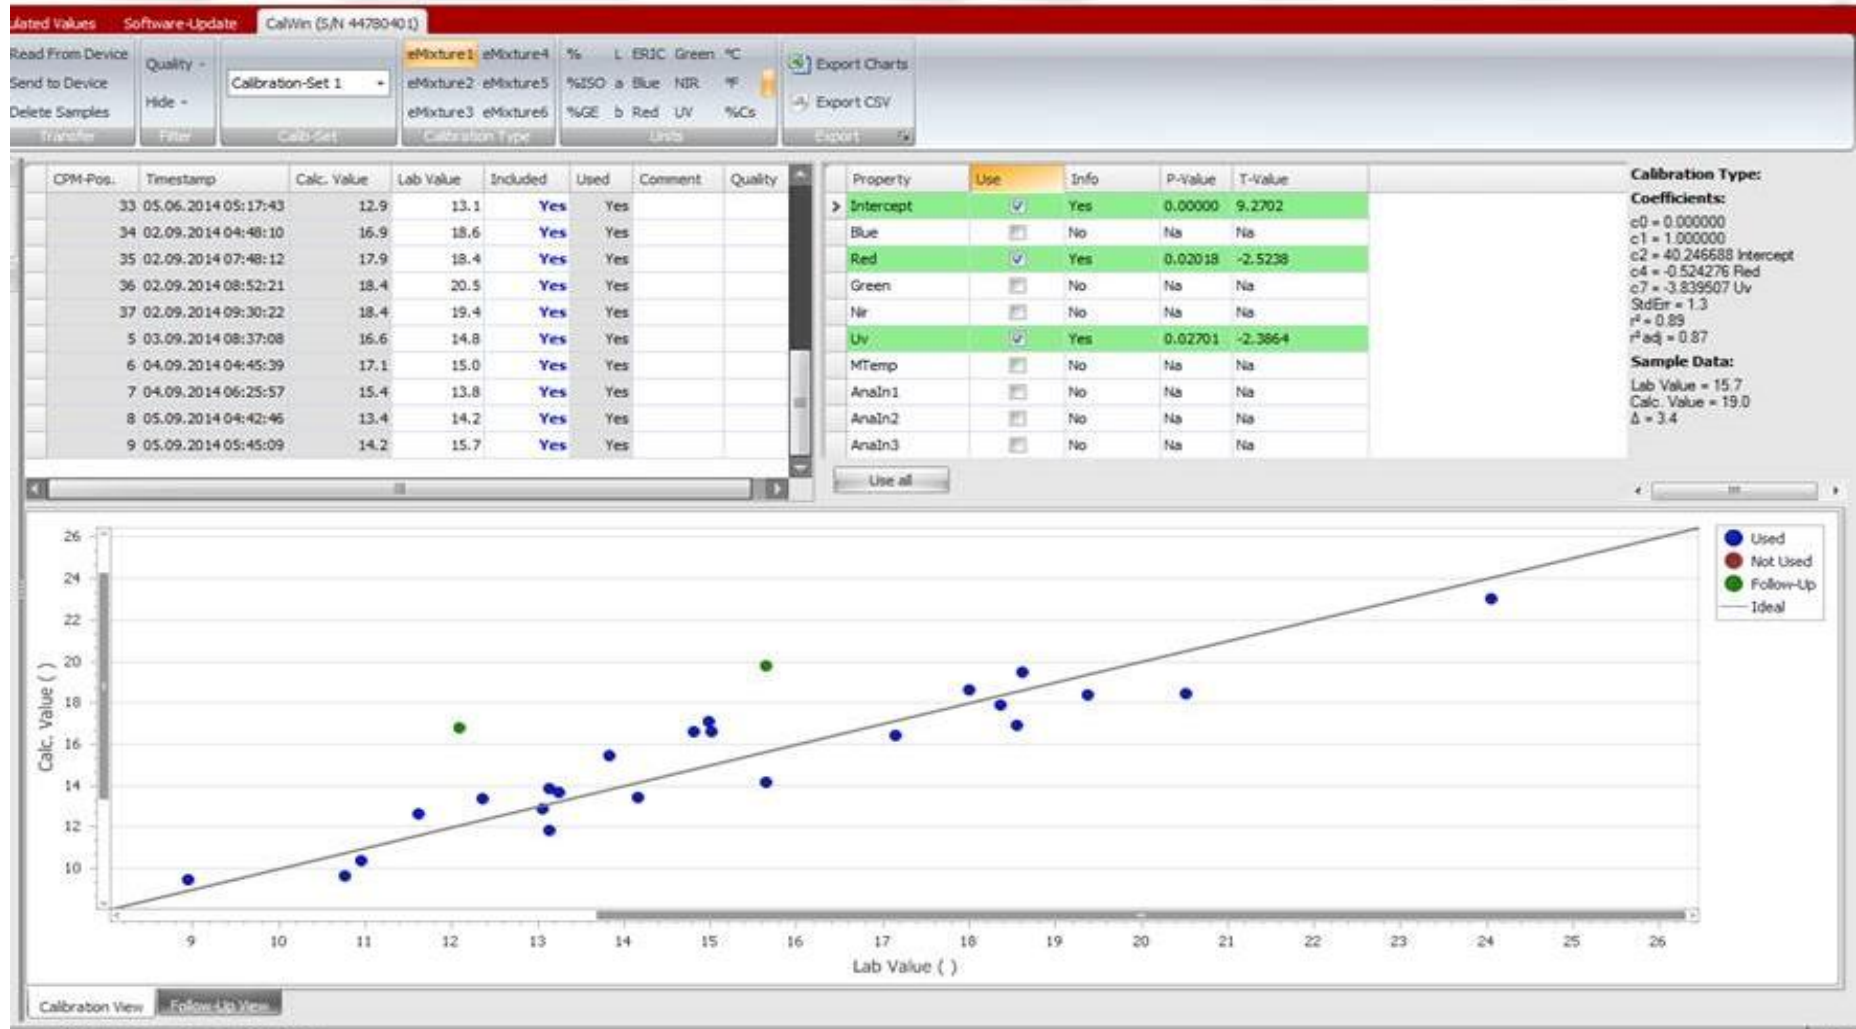 ulated Values Software-Update CalWin (S/N 44780401)
Read From Device Quality eMixture1 eMixture4 % L ERIC Green °C Export Charts
Send to Device Calibration-Set 1 eMixture2 eMixture5 %ISO a Blue NIR °F
Delete Samples Hide eMixture3 eMixture6 %GE b Red UV %Cs Export CSV
Transfer Filter Calib-Set Calibration Type Units Export
CPM-Pos. Timestamp Calc. Value Lab Value Included Used Comment Quality
33 05.06.2014 05:17:43 12.9 13.1 Yes Yes
34 02.09.2014 04:48:10 16.9 18.6 Yes Yes
35 02.09.2014 07:48:12 17.9 18.4 Yes Yes
36 02.09.2014 08:52:21 18.4 20.5 Yes Yes
37 02.09.2014 09:30:22 18.4 19.4 Yes Yes
5 03.09.2014 08:37:08 16.6 14.8 Yes Yes
6 04.09.2014 04:45:39 17.1 15.0 Yes Yes
7 04.09.2014 06:25:57 15.4 13.8 Yes Yes
8 05.09.2014 04:42:46 13.4 14.2 Yes Yes
9 05.09.2014 05:45:09 14.2 15.7 Yes Yes
Property Use Info P-Value T-Value
Intercept Yes 0.00000 9.2702
Blue No Na Na
Red Yes 0.02018 -2.5238
Green No Na Na
Nir No Na Na
Uv Yes 0.02701 -2.3864
MTemp No Na Na
AnaIn1 No Na Na
AnaIn2 No Na Na
AnaIn3 No Na Na
Use all
Calibration Type:
Coefficients:
c0 = 0.000000
c1 = 1.000000
c2 = 40.246688 Intercept
c4 = -0.524276 Red
c7 = -3.839507 Uv
StdErr = 1.3
r² = 0.89
r² adj = 0.87
Sample Data:
Lab Value = 15.7
Calc. Value = 19.0
Δ = 3.4
26
24
22
20
18
16
14
12
10
Calc. Value ( )
9 10 11 12 13 14 15 16 17 18 19 20 21 22 23 24 25 26
Lab Value ( )
Used
Not Used
Follow-Up
Ideal
Calibration View Follow-Up View